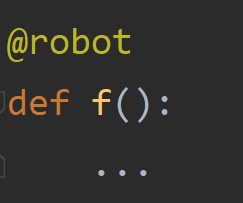 @robot
def f():
    ...